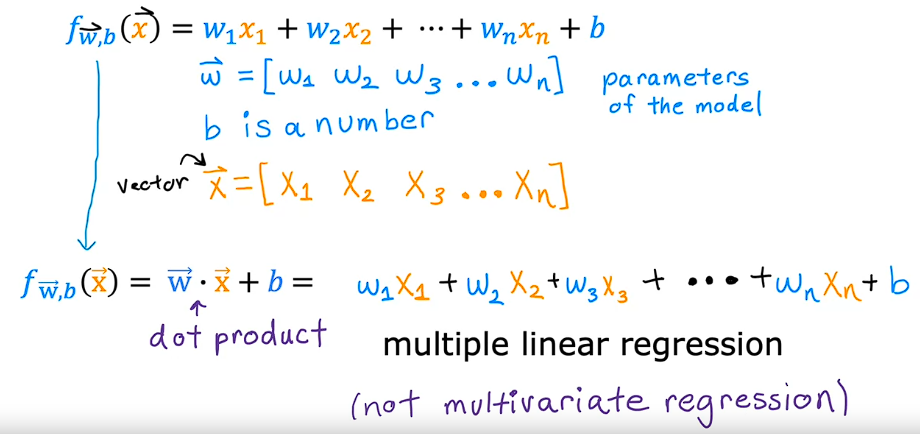 f w⃗,b (x⃗) = w₁x₁ + w₂x₂ + ⋯ + wₙxₙ + b
w⃗ = [w₁ w₂ w₃ ... wₙ] parameters
of the model
b is a number
vector x⃗ = [x₁ x₂ x₃ ... xₙ]
f w⃗,b (x⃗) = w⃗ · x⃗ + b = w₁x₁ + w₂x₂ + w₃x₃ + ⋯ + wₙxₙ + b
dot product
multiple linear regression
(not multivariate regression)